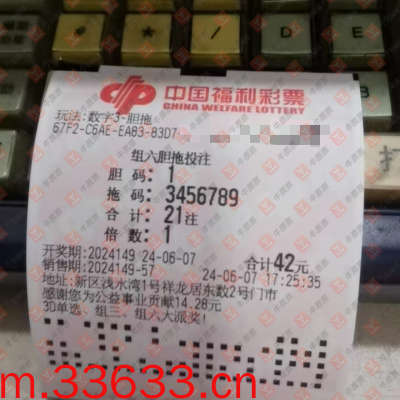 /
D
E
中国福利彩票
CHINA WELFARE LOTTERY
玩法:数字3-胆拖
67F2-C6AE-EA83-83D7
组六胆拖投注
胆 码: 1
拖 码: 3456789
合 计: 21注
倍 数: 1
开奖期:2024149 24-06-07 合计42元
销售期:2024149-57 24-06-07 17:25:35
地址:新区浅水湾1号祥龙居东数2号门市
感谢您为公益事业贡献14.28元
3D单选、组三、组六大派奖!
m.33633.cn